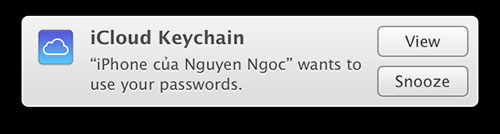 iCloud Keychain
“iPhone của Nguyen Ngoc” wants to
use your passwords.
View
Snooze